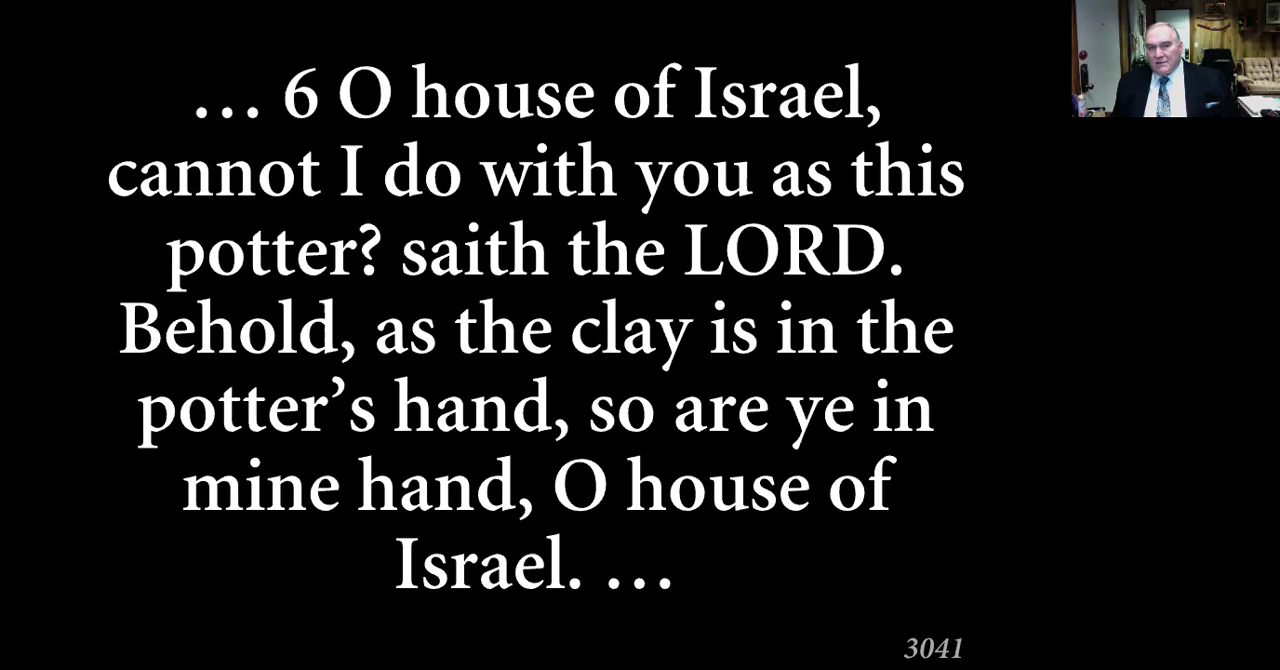 … 6 O house of Israel,
cannot I do with you as this
potter? saith the LORD.
Behold, as the clay is in the
potter’s hand, so are ye in
mine hand, O house of
Israel. …
3041